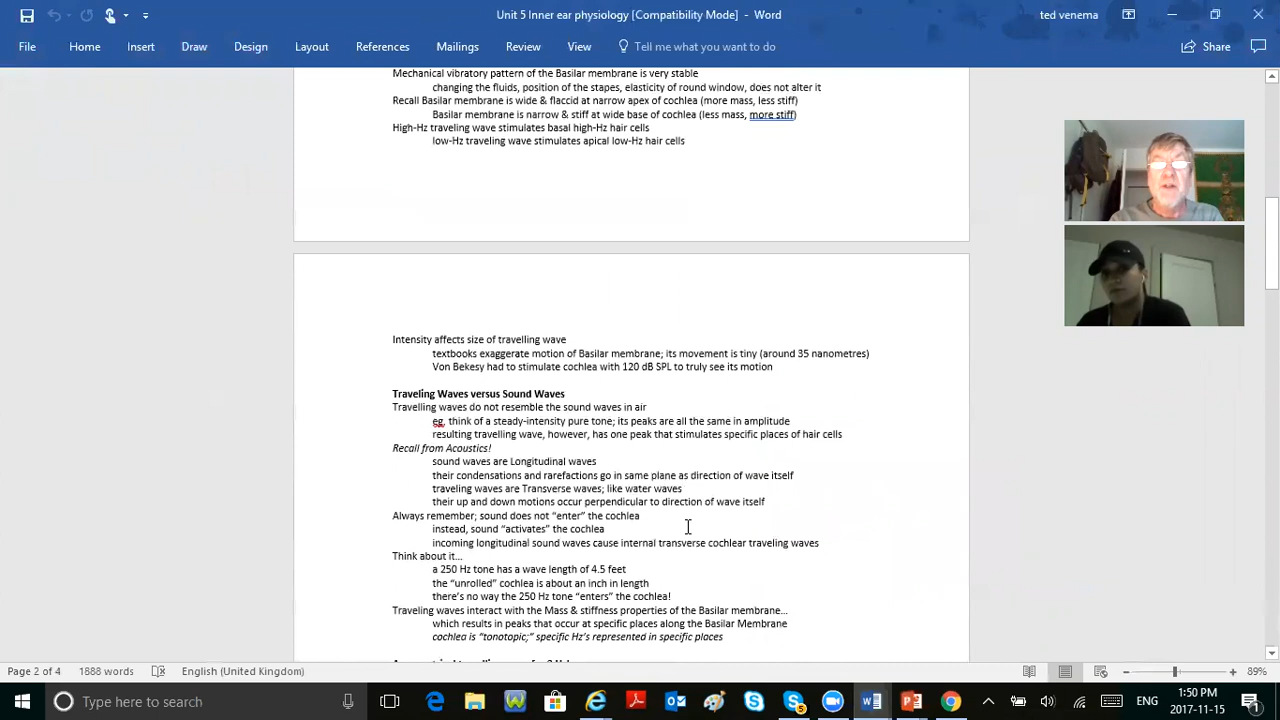 Unit 5 Inner ear physiology [Compatibility Mode] - Word
ted venema
File Home Insert Draw Design Layout References Mailings Review View Tell me what you want to do Share
Mechanical vibratory pattern of the Basilar membrane is very stable
changing the fluids, position of the stapes, elasticity of round window, does not alter it
Recall Basilar membrane is wide & flaccid at narrow apex of cochlea (more mass, less stiff)
Basilar membrane is narrow & stiff at wide base of cochlea (less mass, more stiff)
High-Hz traveling wave stimulates basal high-Hz hair cells
low-Hz traveling wave stimulates apical low-Hz hair cells
Intensity affects size of travelling wave
textbooks exaggerate motion of Basilar membrane; its movement is tiny (around 35 nanometres)
Von Bekesy had to stimulate cochlea with 120 dB SPL to truly see its motion
Traveling Waves versus Sound Waves
Travelling waves do not resemble the sound waves in air
eg. think of a steady-intensity pure tone; its peaks are all the same in amplitude
resulting travelling wave, however, has one peak that stimulates specific places of hair cells
Recall from Acoustics!
sound waves are Longitudinal waves
their condensations and rarefactions go in same plane as direction of wave itself
traveling waves are Transverse waves; like water waves
their up and down motions occur perpendicular to direction of wave itself
Always remember; sound does not “enter” the cochlea
instead, sound “activates” the cochlea
incoming longitudinal sound waves cause internal transverse cochlear traveling waves
Think about it…
a 250 Hz tone has a wave length of 4.5 feet
the “unrolled” cochlea is about an inch in length
there’s no way the 250 Hz tone “enters” the cochlea!
Traveling waves interact with the Mass & stiffness properties of the Basilar membrane…
which results in peaks that occur at specific places along the Basilar Membrane
cochlea is “tonotopic;” specific Hz’s represented in specific places
Page 2 of 4 1888 words English (United Kingdom) 89%
Type here to search ENG 1:50 PM
2017-11-15